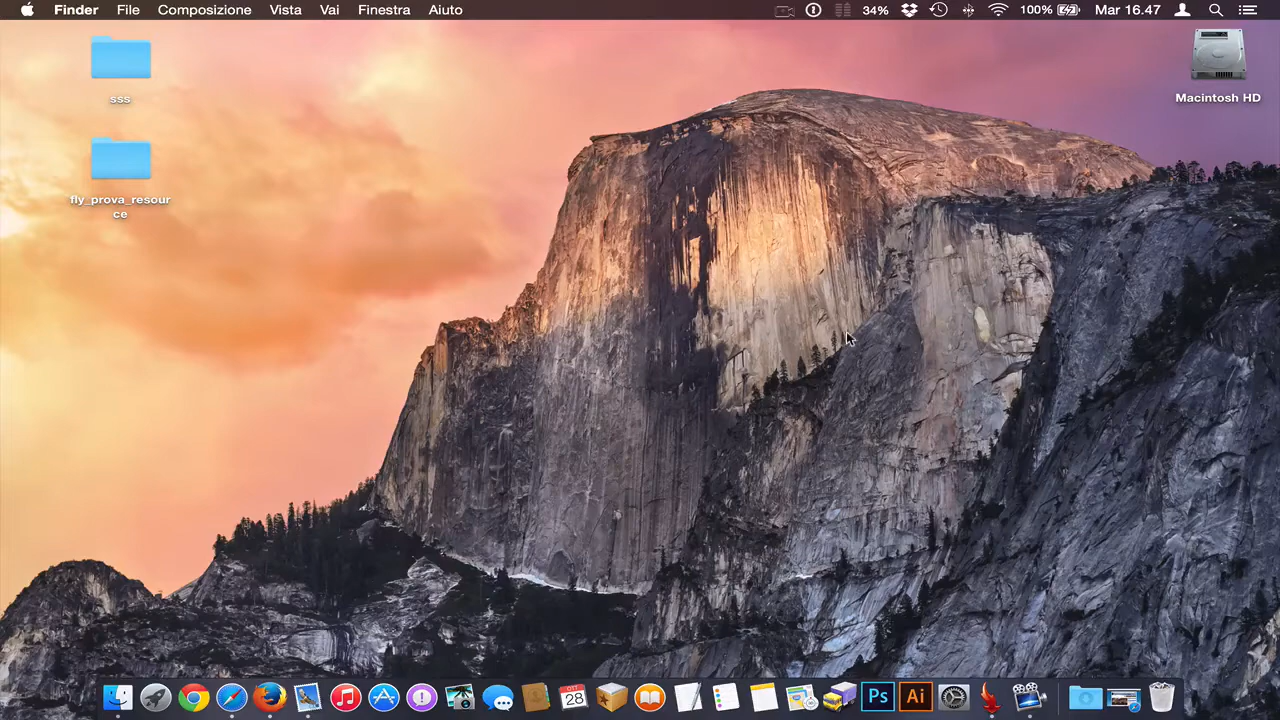 Finder File Composizione Vista Vai Finestra Aiuto 34% 100% Mar 16.47
sss
Macintosh HD
fly_prova_resour
ce
OTT
28
Ps
Ai